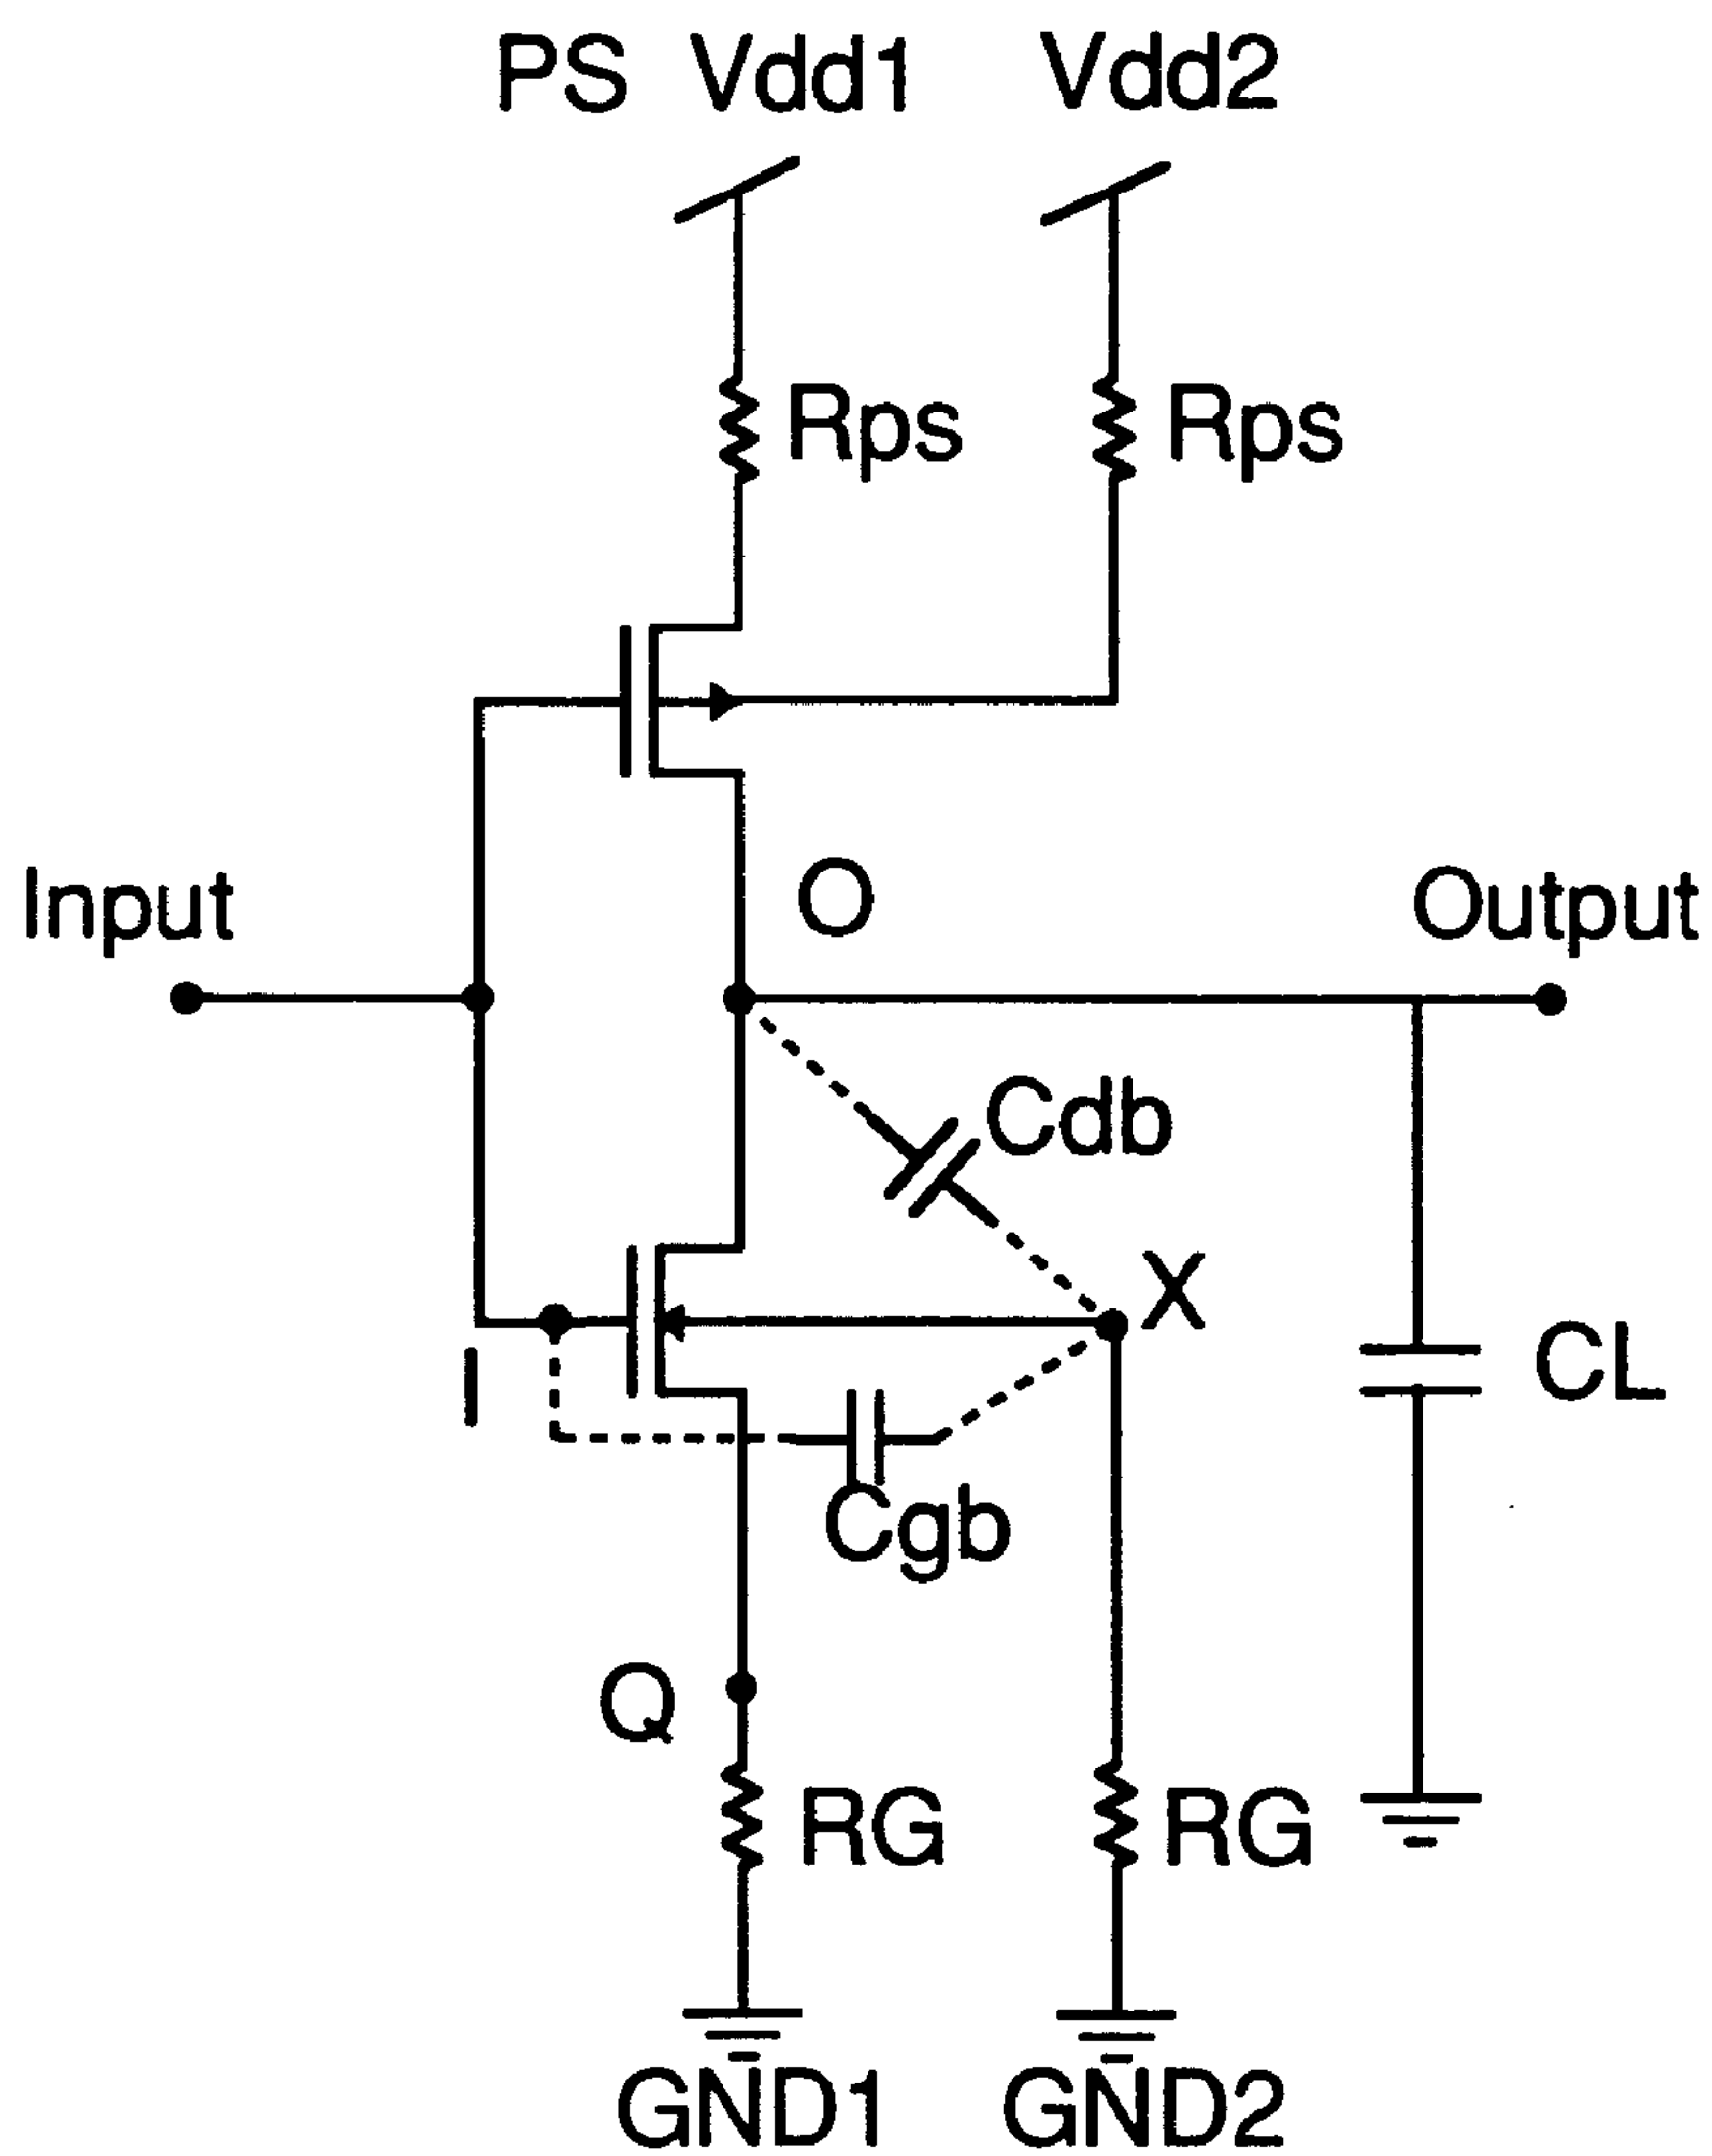 PS Vdd1 Vdd2
Rps Rps
Input O Output
Cdb
X
I CL
Cgb
Q
RG RG
GND1 GND2